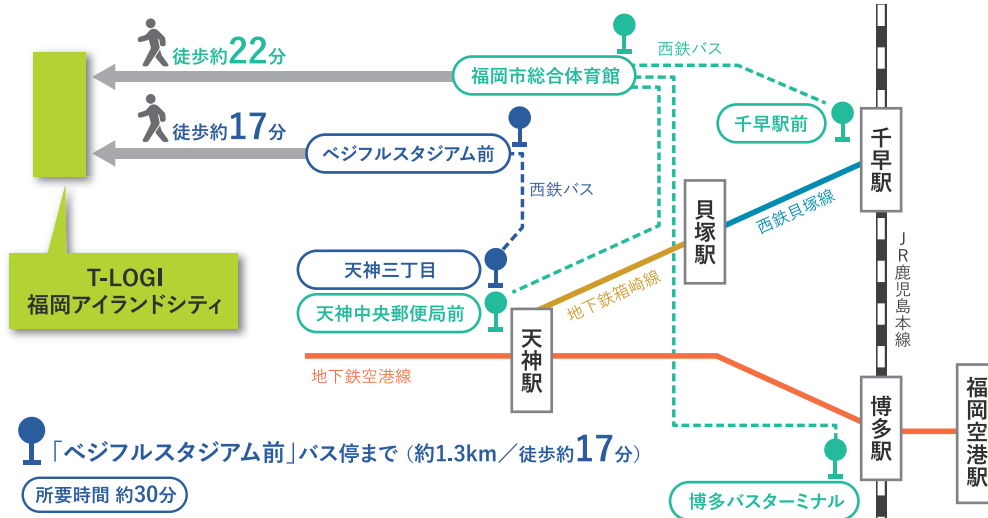 徒歩約22分
福岡市総合体育館
西鉄バス
徒歩約17分
ベジフルスタジアム前
千早駅前
千早駅
西鉄バス
貝塚駅
西鉄貝塚線
JR鹿児島本線
T-LOGI
福岡アイランドシティ
天神三丁目
天神中央郵便局前
地下鉄箱崎線
天神駅
地下鉄空港線
博多駅
福岡空港駅
「ベジフルスタジアム前」バス停まで（約1.3km／徒歩約17分）
所要時間 約30分
博多バスターミナル